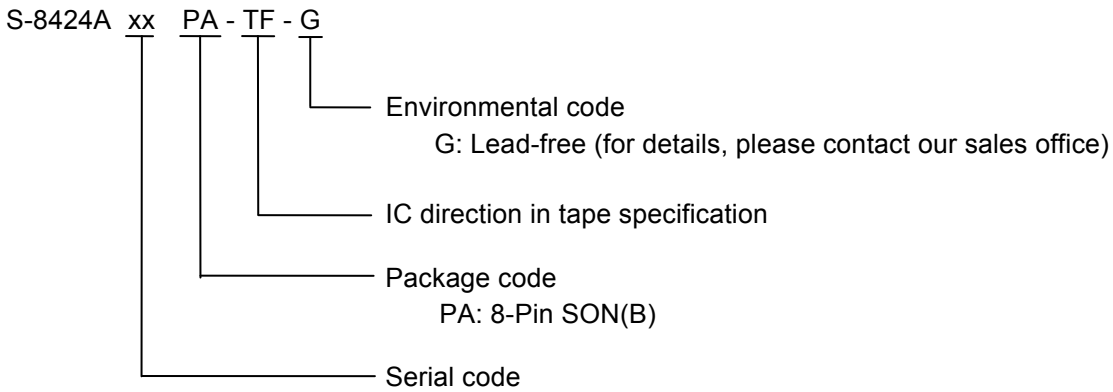 S-8424A xx PA - TF - G
Environmental code
G: Lead-free (for details, please contact our sales office)
IC direction in tape specification
Package code
PA: 8-Pin SON(B)
Serial code